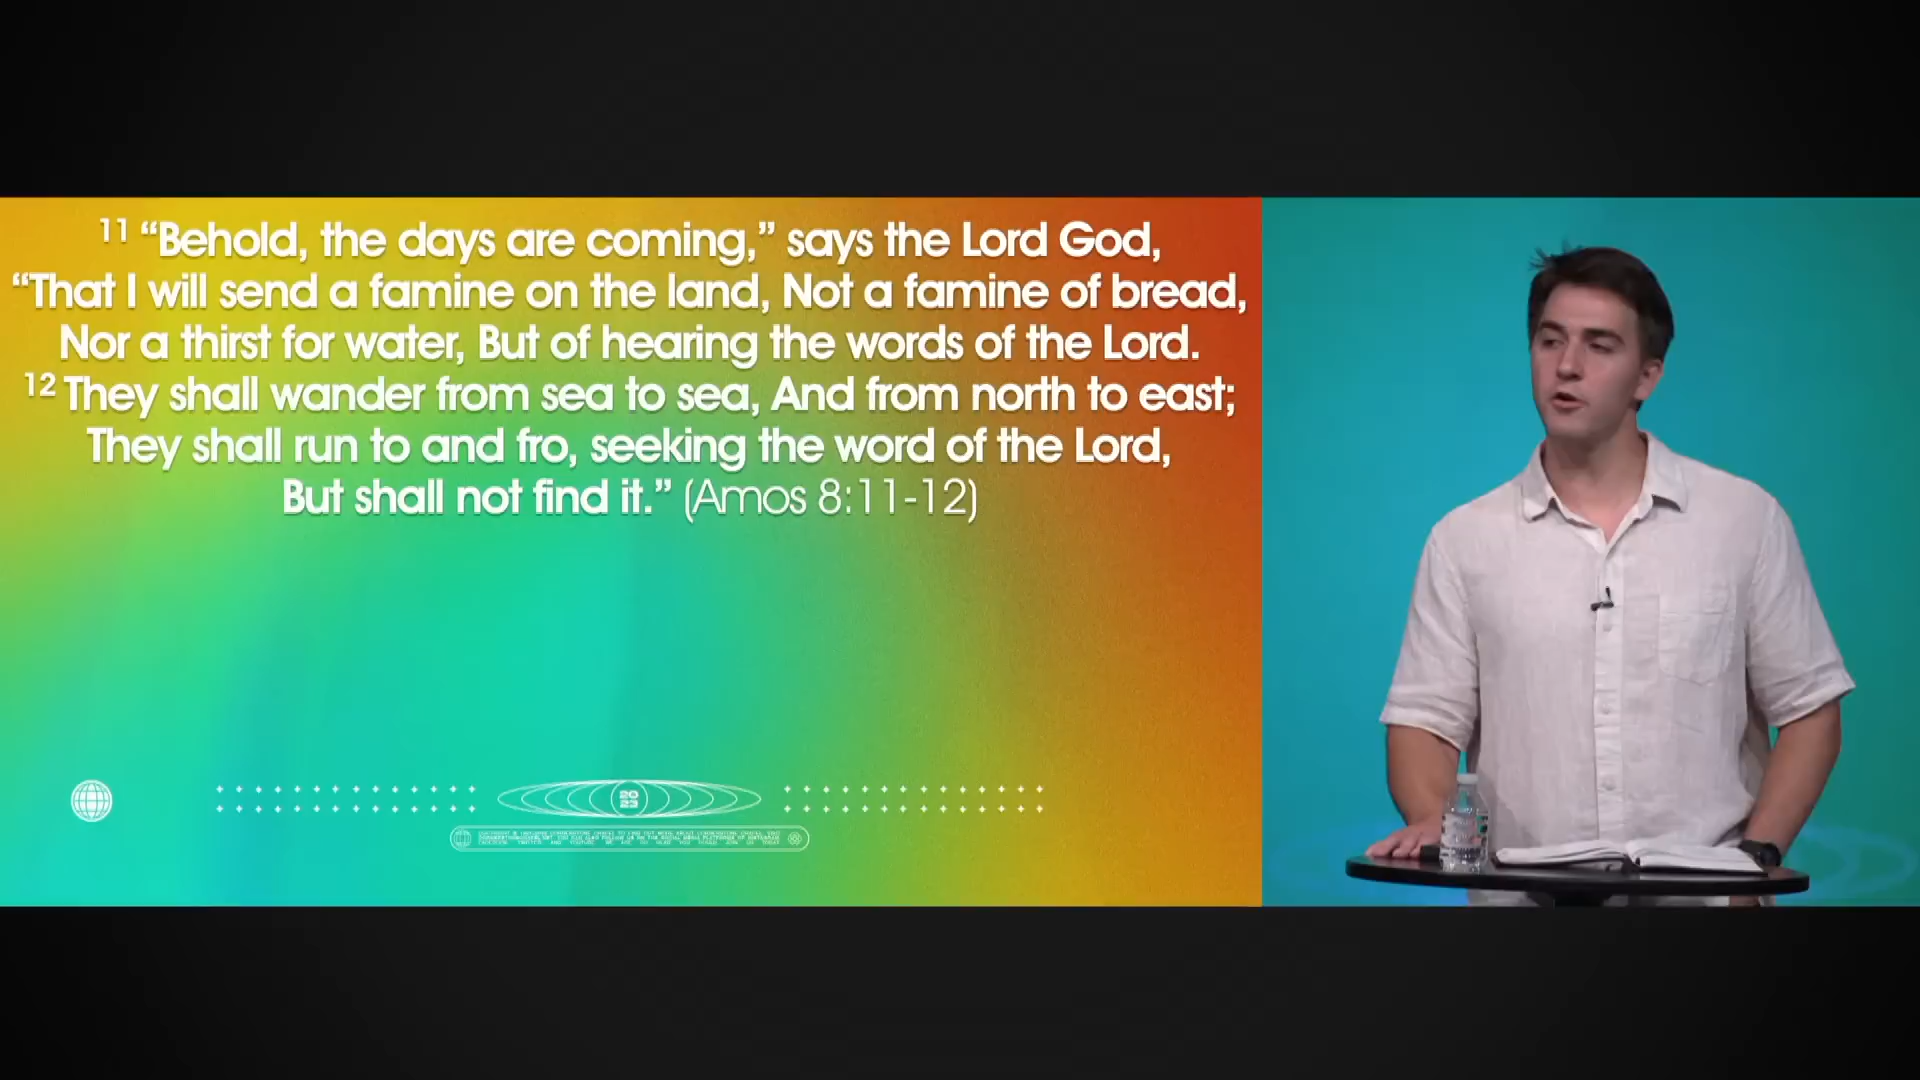 11 “Behold, the days are coming,” says the Lord God,
“That I will send a famine on the land, Not a famine of bread,
Nor a thirst for water, But of hearing the words of the Lord.
12 They shall wander from sea to sea, And from north to east;
They shall run to and fro, seeking the word of the Lord,
But shall not find it.” (Amos 8:11-12)
20
23